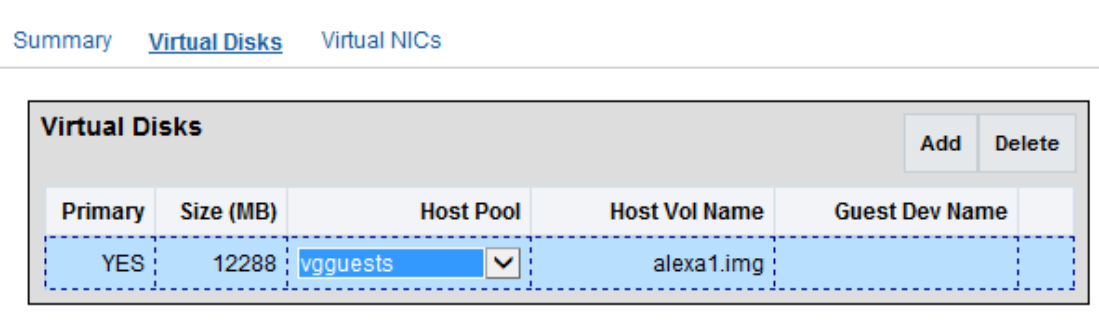 Summary Virtual Disks Virtual NICs
Virtual Disks
Add Delete
Primary Size (MB) Host Pool Host Vol Name Guest Dev Name
YES 12288 vgguests alexa1.img